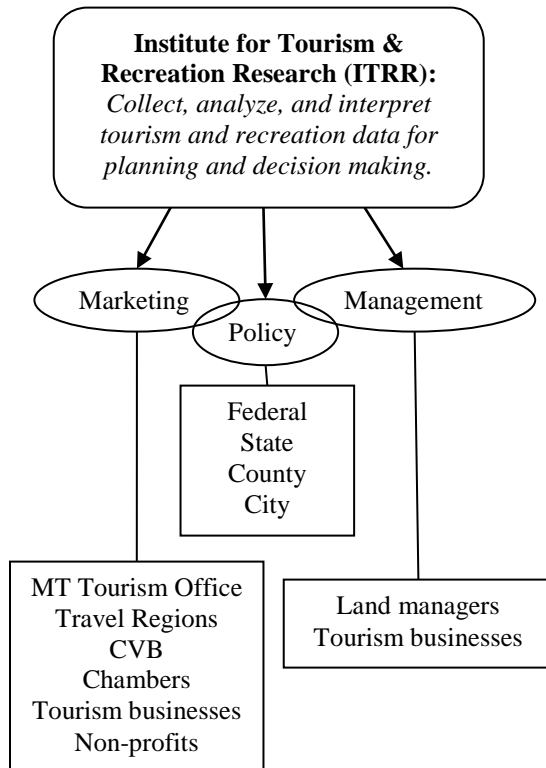 Institute for Tourism &
Recreation Research (ITRR):
Collect, analyze, and interpret
tourism and recreation data for
planning and decision making.
Marketing
Management
Policy
Federal
State
County
City
MT Tourism Office
Travel Regions
CVB
Chambers
Tourism businesses
Non-profits
Land managers
Tourism businesses